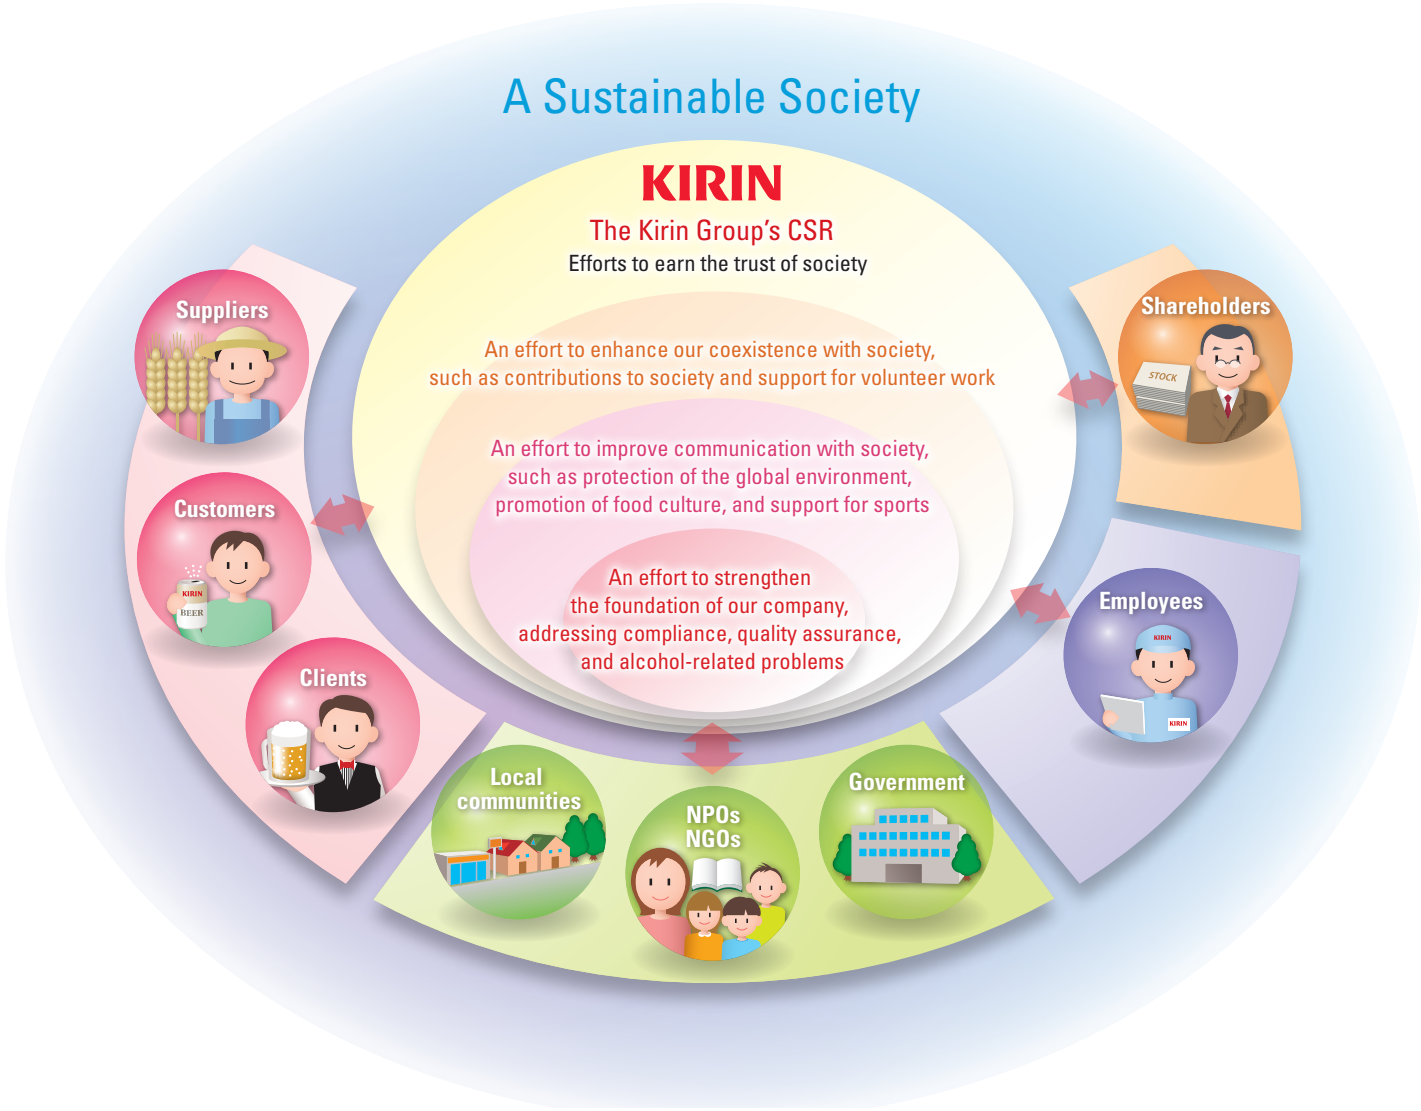 A Sustainable Society
KIRIN
The Kirin Group's CSR
Efforts to earn the trust of society
An effort to enhance our coexistence with society,
such as contributions to society and support for volunteer work
An effort to improve communication with society,
such as protection of the global environment,
promotion of food culture, and support for sports
An effort to strengthen
the foundation of our company,
addressing compliance, quality assurance,
and alcohol-related problems
Suppliers
Customers
KIRIN
BEER
Clients
Local
communities
NPOs
NGOs
Government
Employees
KIRIN
KIRIN
Shareholders
STOCK